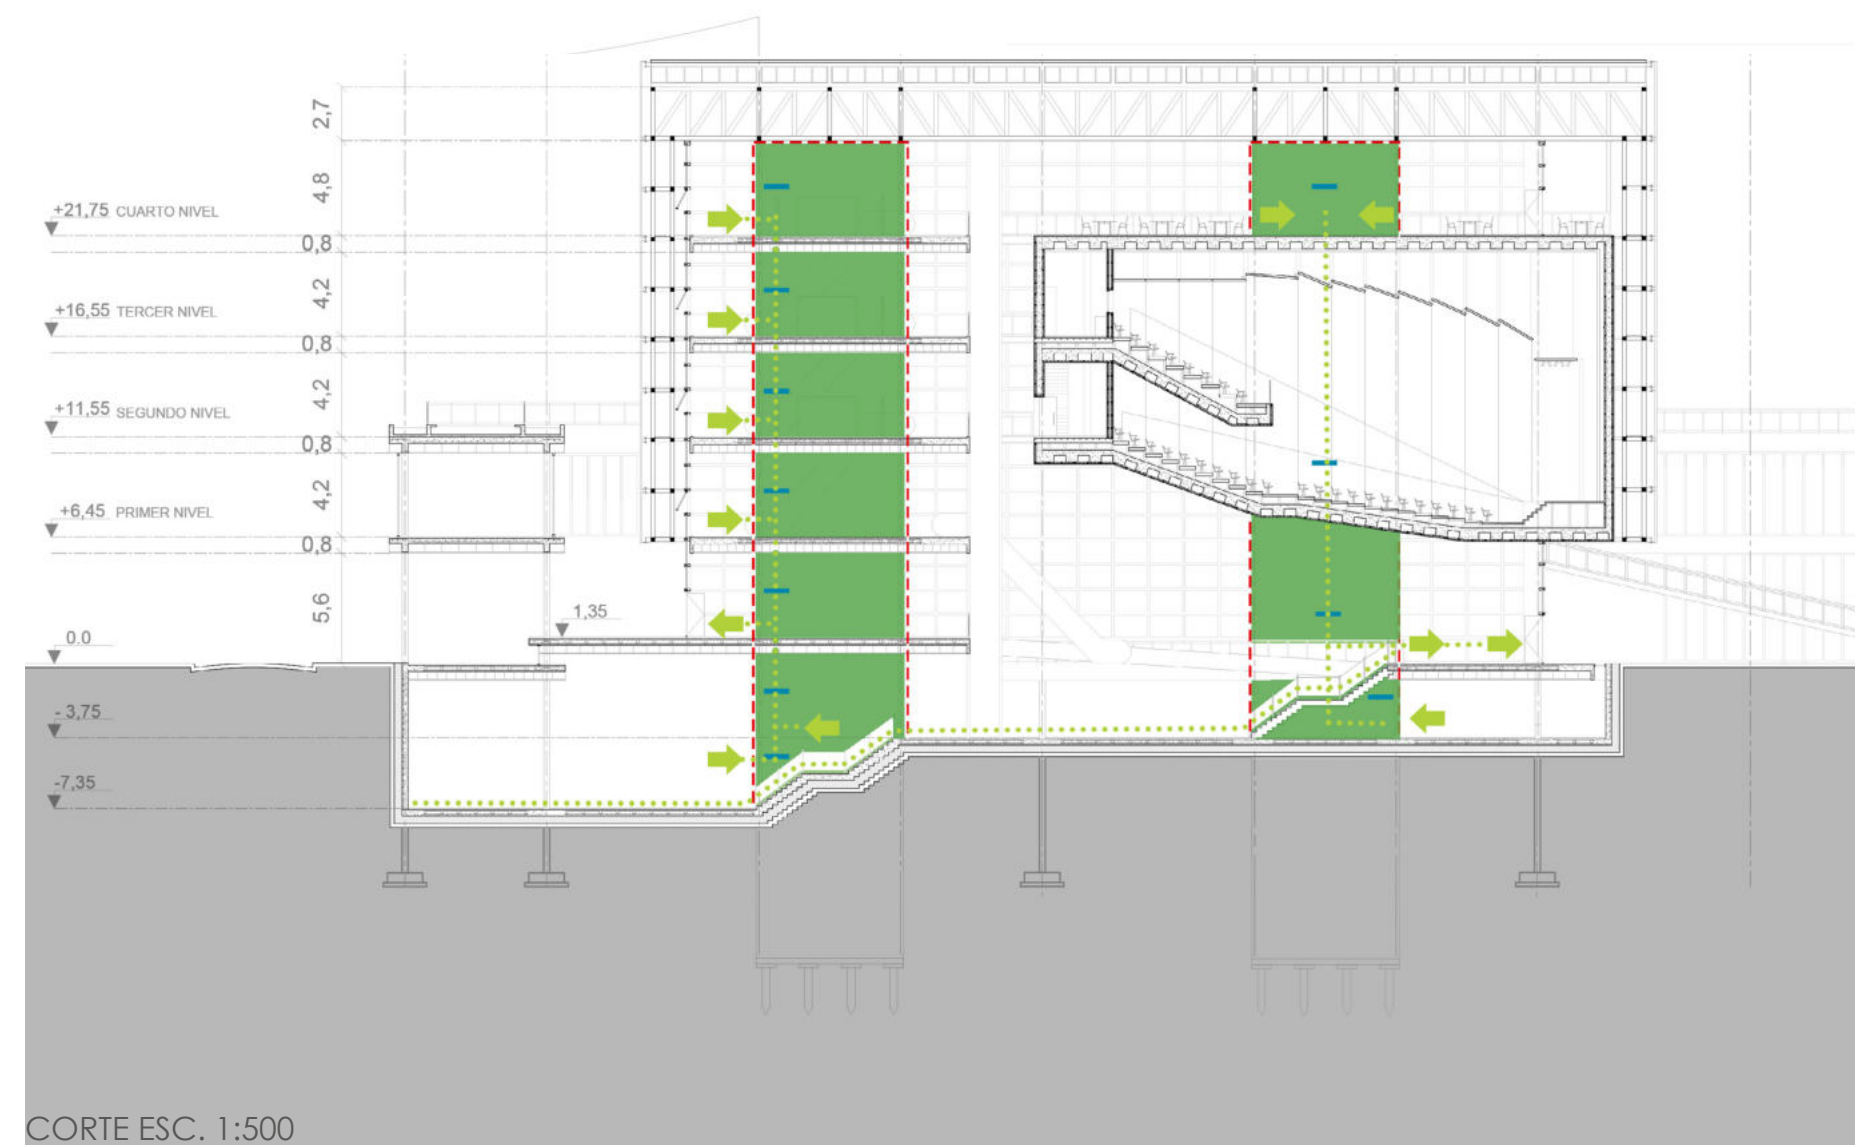 2,7
4,8
+21,75 CUARTO NIVEL
0,8
4,2
+16,55 TERCER NIVEL
0,8
4,2
+11,55 SEGUNDO NIVEL
0,8
4,2
+6,45 PRIMER NIVEL
0,8
5,6
1,35
0.0
- 3,75
-7,35
CORTE ESC. 1:500